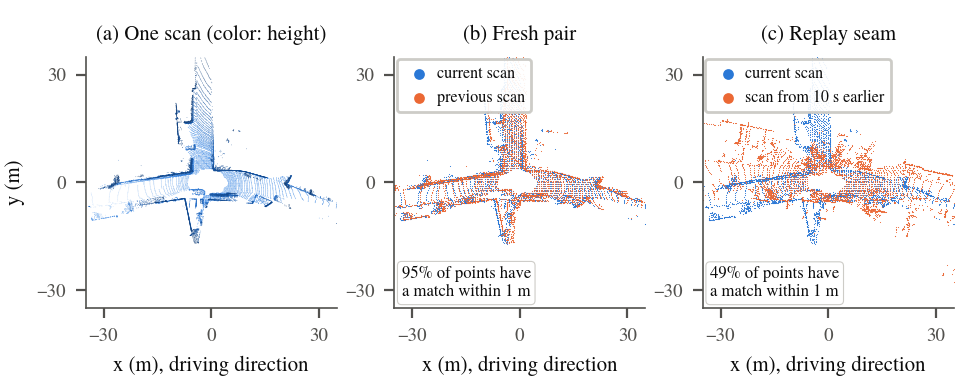 (a) One scan (color: height)
(b) Fresh pair
(c) Replay seam
current scan
previous scan
current scan
scan from 10 s earlier
y (m)
30
0
−30
30
0
−30
30
0
−30
95% of points have
a match within 1 m
49% of points have
a match within 1 m
−30
0
30
−30
0
30
−30
0
30
x (m), driving direction
x (m), driving direction
x (m), driving direction